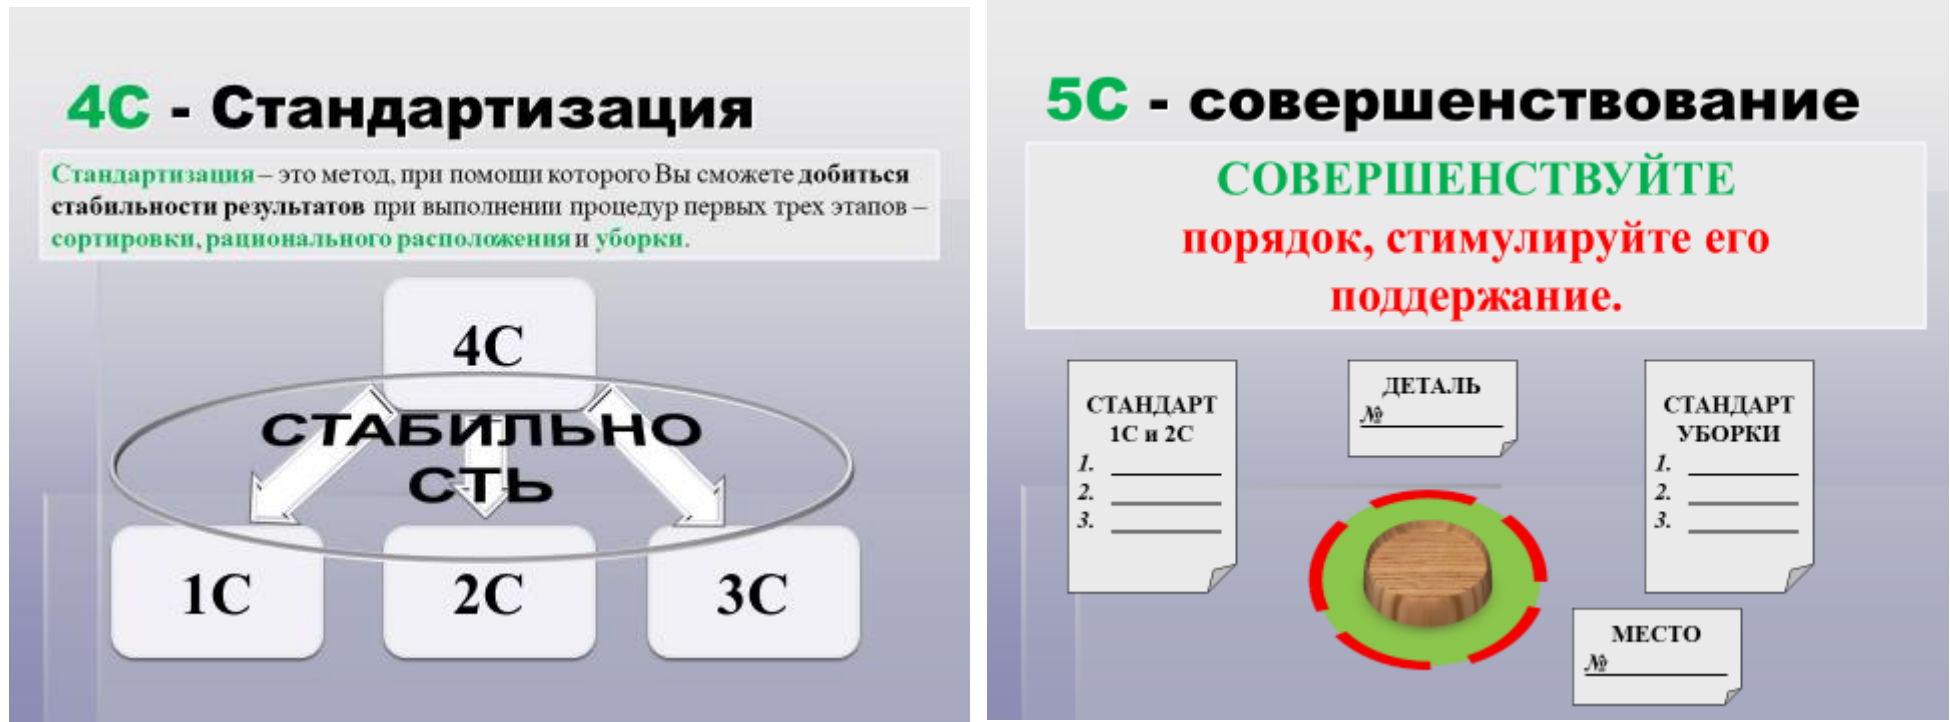 4С - Стандартизация
Стандартизация – это метод, при помощи которого Вы сможете добиться
стабильности результатов при выполнении процедур первых трех этапов –
сортировки, рационального расположения и уборки.
4С
СТАБИЛЬНО
СТЬ
1С
2С
3С
5С - совершенствование
СОВЕРШЕНСТВУЙТЕ
порядок, стимулируйте его
поддержание.
СТАНДАРТ
1С и 2С
1.
2.
3.
ДЕТАЛЬ
№
СТАНДАРТ
УБОРКИ
1.
2.
3.
МЕСТО
№